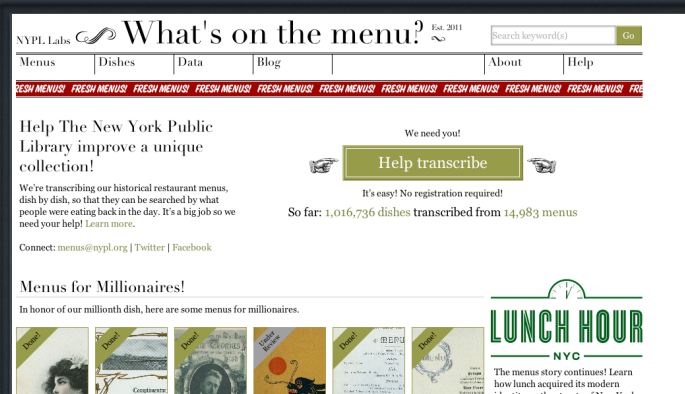 NYPL Labs What's on the menu? Est. 2011
Search keyword(s) Go
Menus Dishes Data Blog About Help
FRESH MENUS! FRESH MENUS! FRESH MENUS! FRESH MENUS! FRESH MENUS! FRESH MENUS! FRESH MENUS! FRESH MENUS! FRESH MENUS! FRESH MENUS!
Help The New York Public
Library improve a unique
collection!
We're transcribing our historical restaurant menus,
dish by dish, so that they can be searched by what
people were eating back in the day. It's a big job so we
need your help! Learn more.
Connect: menus@nypl.org | Twitter | Facebook
We need you!
Help transcribe
It's easy! No registration required!
So far: 1,016,736 dishes transcribed from 14,983 menus
Menus for Millionaires!
In honor of our millionth dish, here are some menus for millionaires.
Done!
Done!
Done!
Under
Review
Done!
Done!
LUNCH HOUR
NYC
The menus story continues! Learn
how lunch acquired its modern